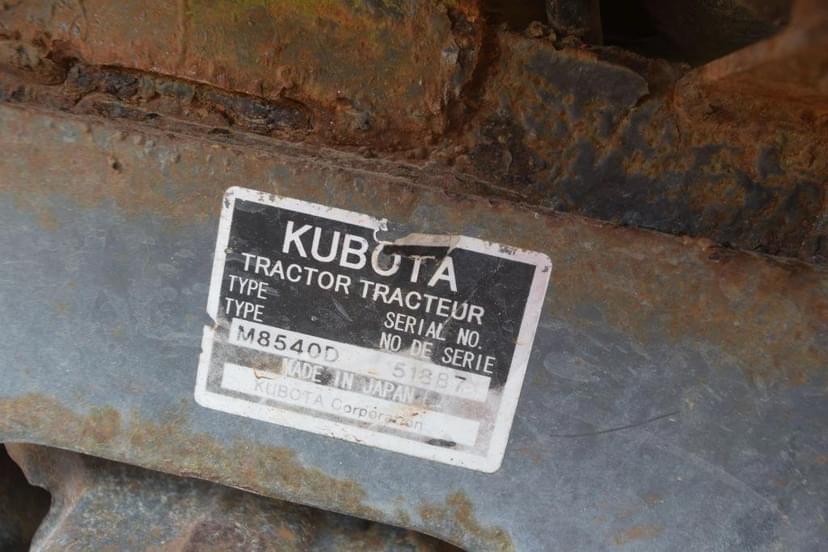 KUBOTA
TRACTOR TRACTEUR
TYPE
TYPE
SERIAL NO.
NO DE SERIE
M8540D
MADE IN JAPAN
KUBOTA Corporation